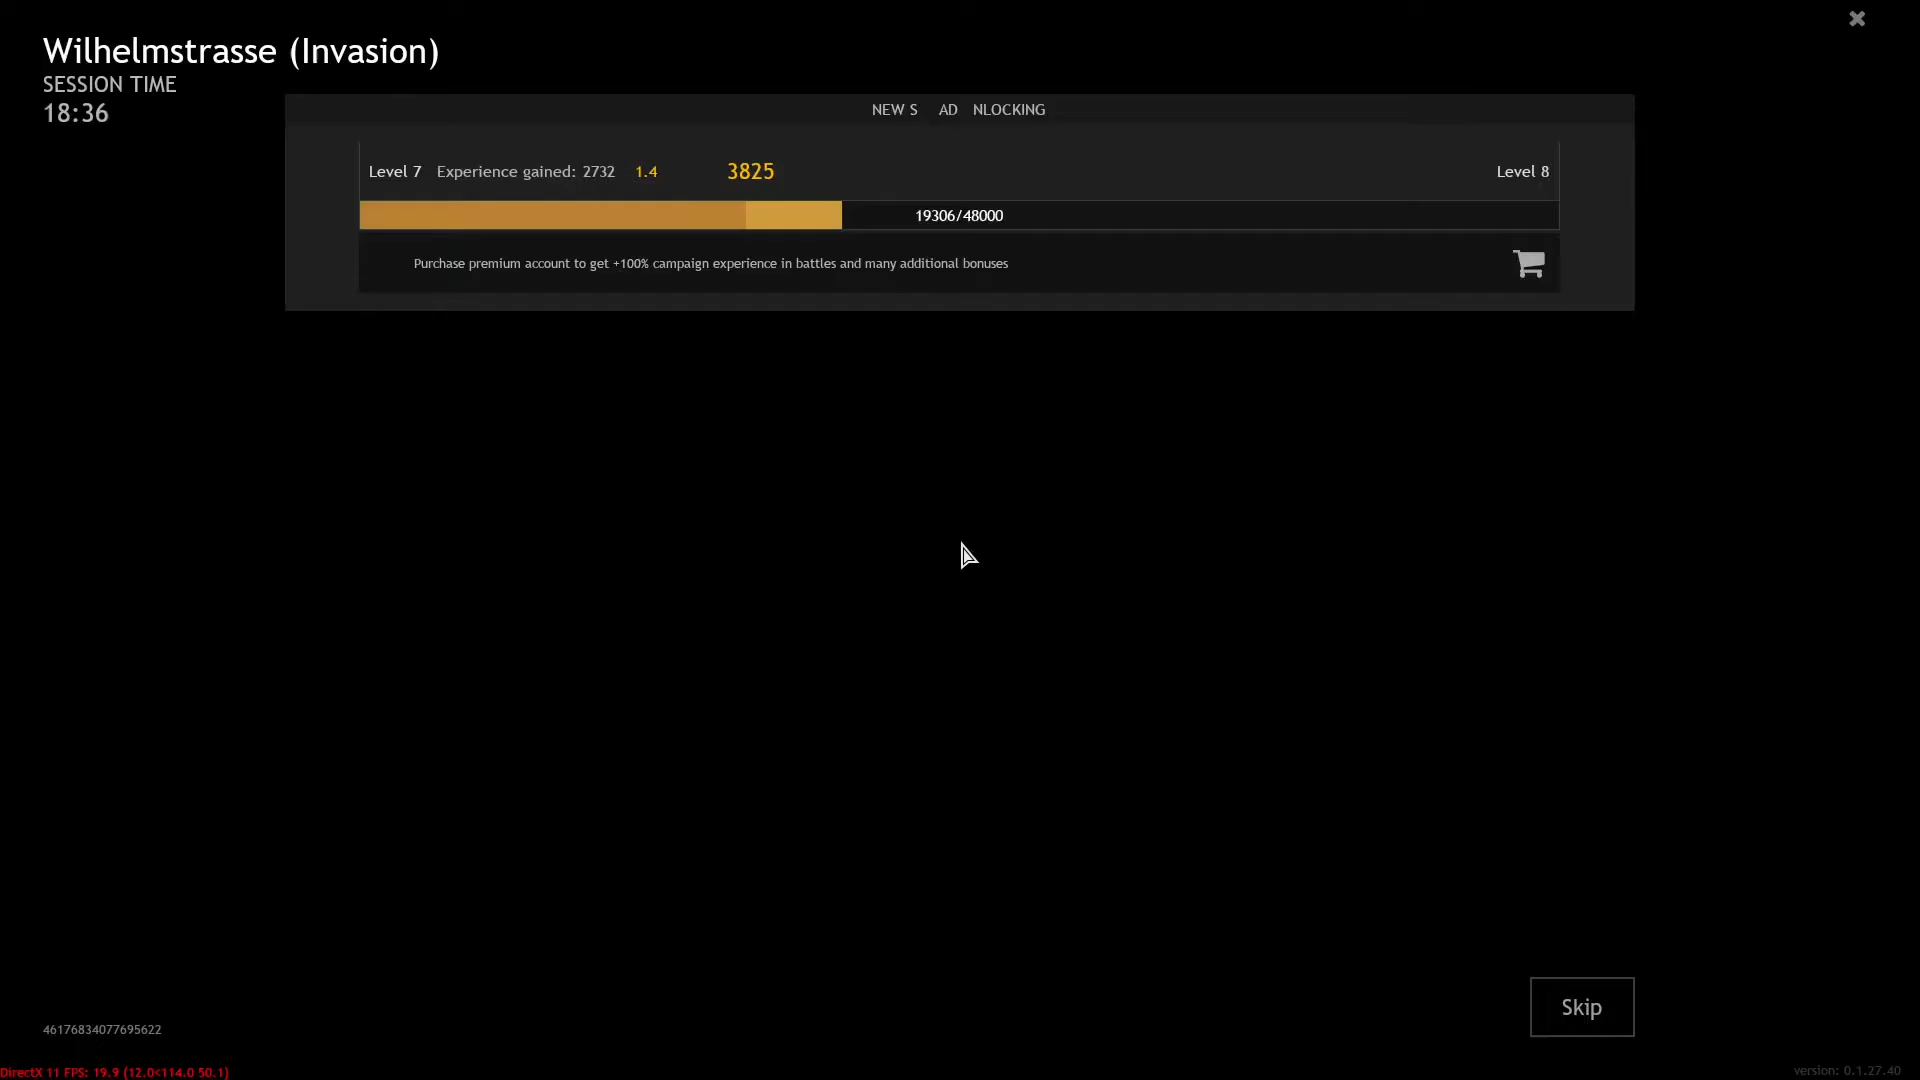 Wilhelmstrasse (Invasion)
SESSION TIME
18:36
NEW S AD NLOCKING
Level 7 Experience gained: 2732 1.4 3825 Level 8
19306/48000
Purchase premium account to get +100% campaign experience in battles and many additional bonuses
Skip
46176834077695622
DirectX 11 FPS: 19.9 (12.0<114.0 50.1)
version: 0.1.27.40